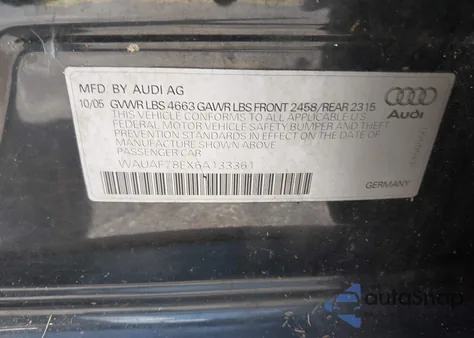 MFD. BY AUDI AG
10/05 GVWR LBS 4663 GAWR LBS FRONT 2458/REAR 2315
THIS VEHICLE CONFORMS TO ALL APPLICABLE U.S
FEDERAL MOTOR VEHICLE SAFETY BUMPER AND THEFT
PREVENTION STANDARDS IN EFFECT ON THE DATE OF
MANUFACTURE SHOWN ABOVE
PASSENGER CAR
WAUAF78EX6A133361
Audi
GERMANY
autoSnap